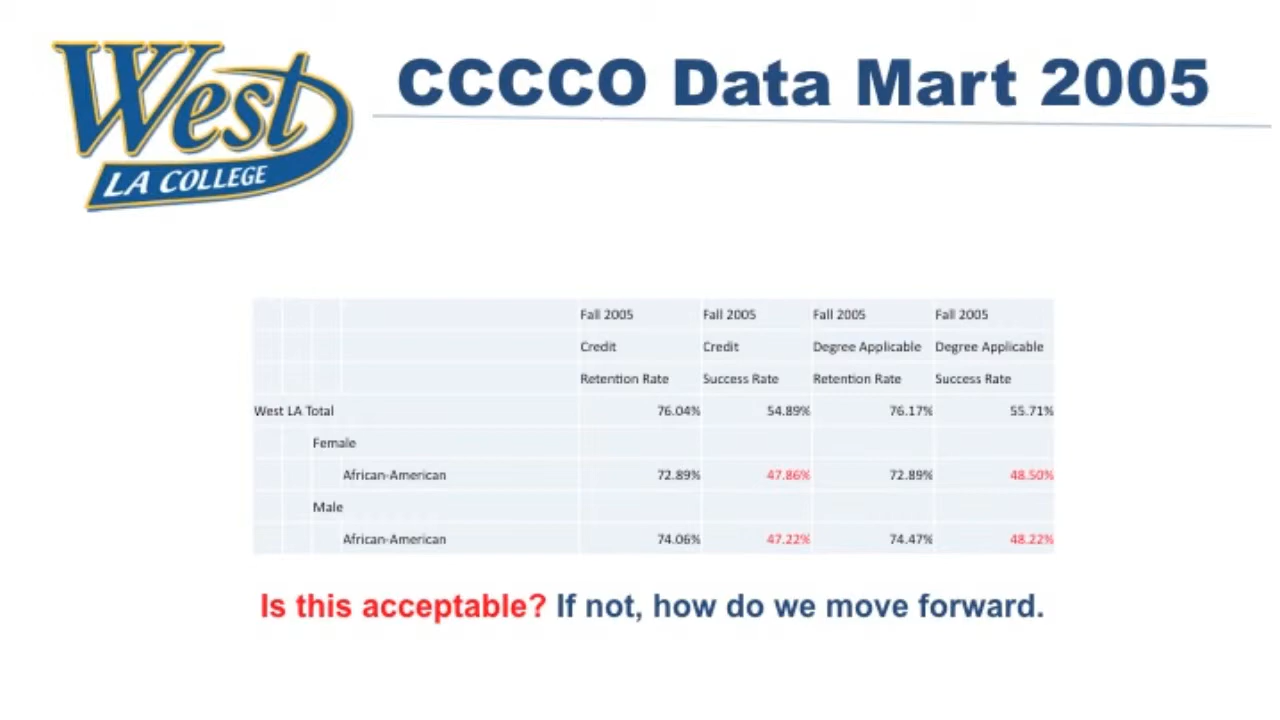 West
LA COLLEGE
CCCCO Data Mart 2005
Fall 2005 Fall 2005 Fall 2005 Fall 2005
Credit Credit Degree Applicable Degree Applicable
Retention Rate Success Rate Retention Rate Success Rate
West LA Total 76.04% 54.89% 76.17% 55.71%
Female
African-American 72.89% 47.86% 72.89% 48.50%
Male
African-American 74.06% 47.22% 74.47% 48.22%
Is this acceptable? If not, how do we move forward.